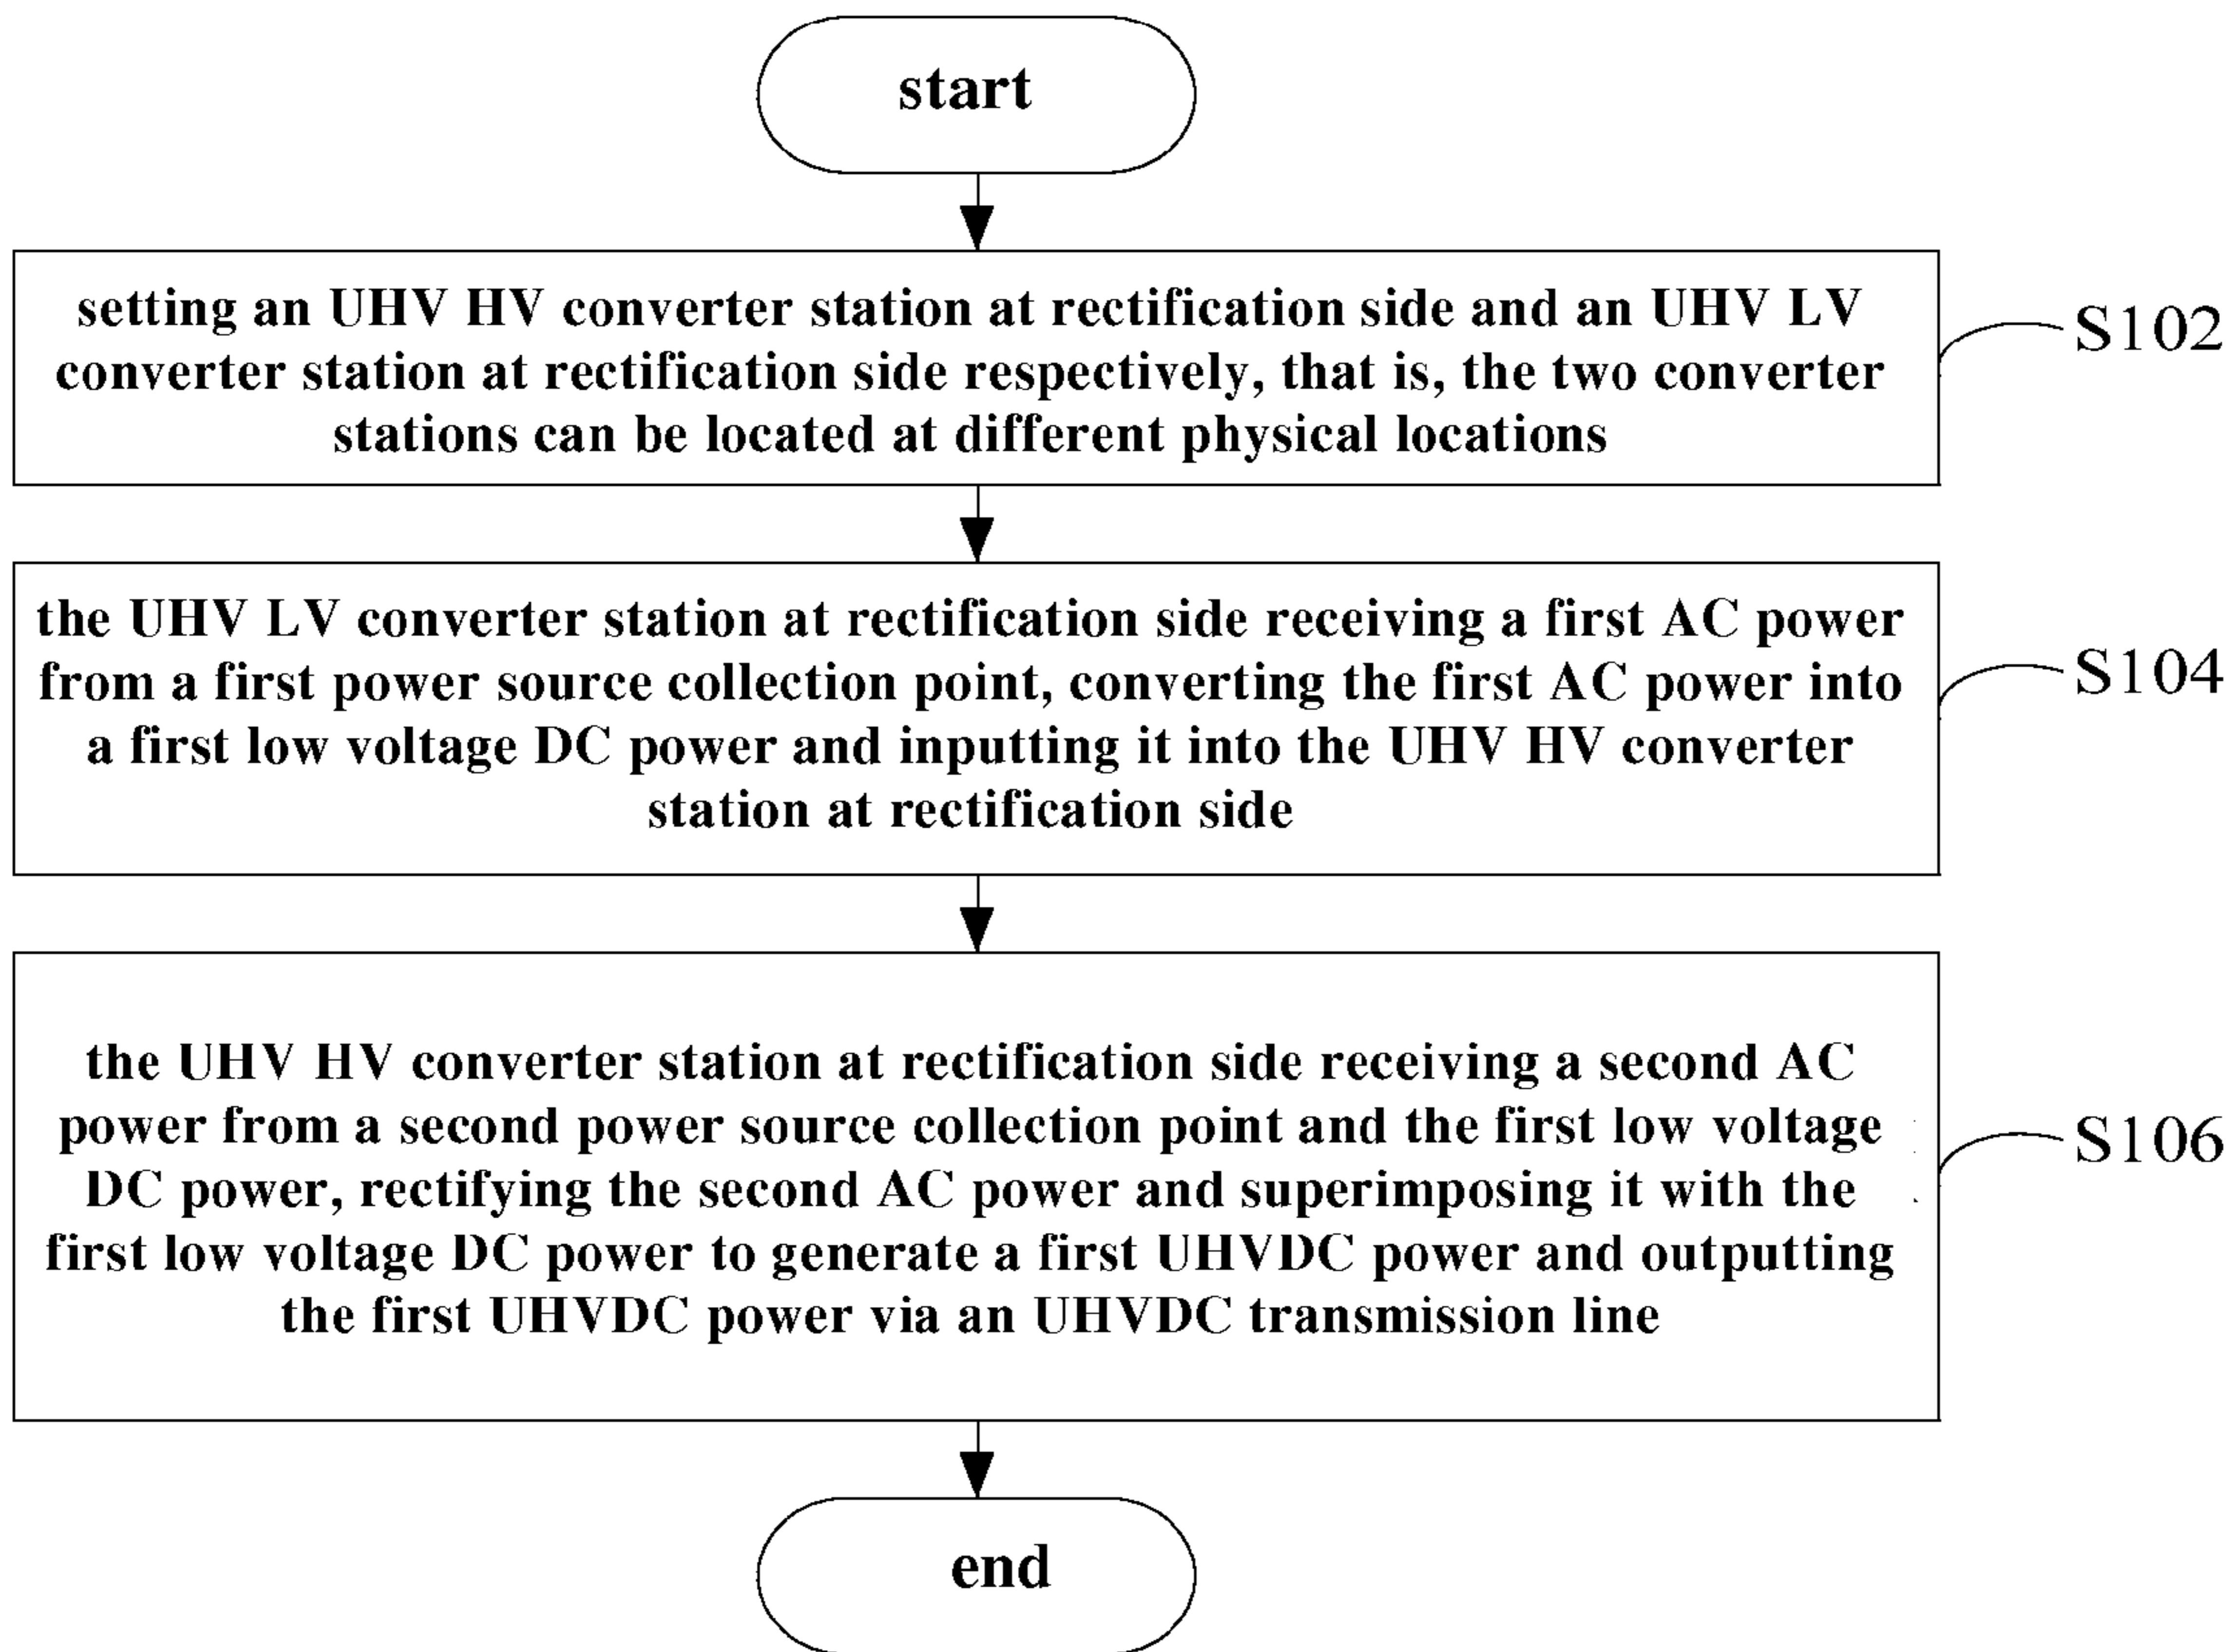 start
setting an UHV HV converter station at rectification side and an UHV LV
converter station at rectification side respectively, that is, the two converter
stations can be located at different physical locations
S102
the UHV LV converter station at rectification side receiving a first AC power
from a first power source collection point, converting the first AC power into
a first low voltage DC power and inputting it into the UHV HV converter
station at rectification side
S104
the UHV HV converter station at rectification side receiving a second AC
power from a second power source collection point and the first low voltage
DC power, rectifying the second AC power and superimposing it with the
first low voltage DC power to generate a first UHVDC power and outputting
the first UHVDC power via an UHVDC transmission line
S106
end